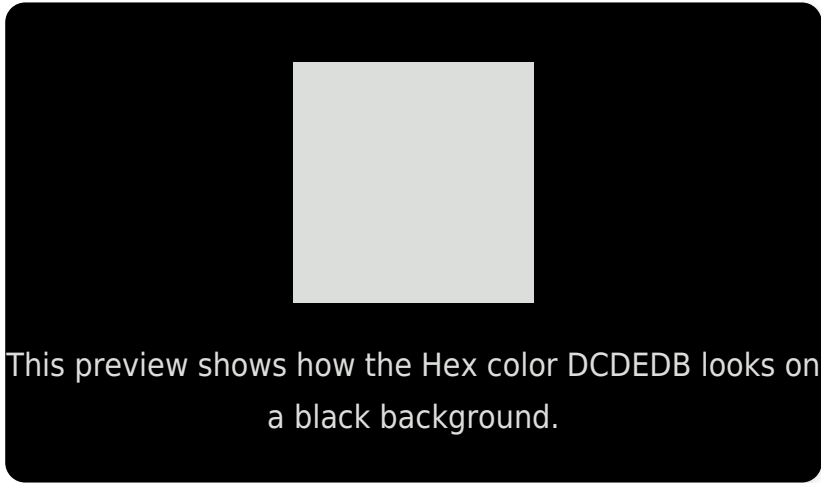 This preview shows how the Hex color DCDEDB looks on
a black background.